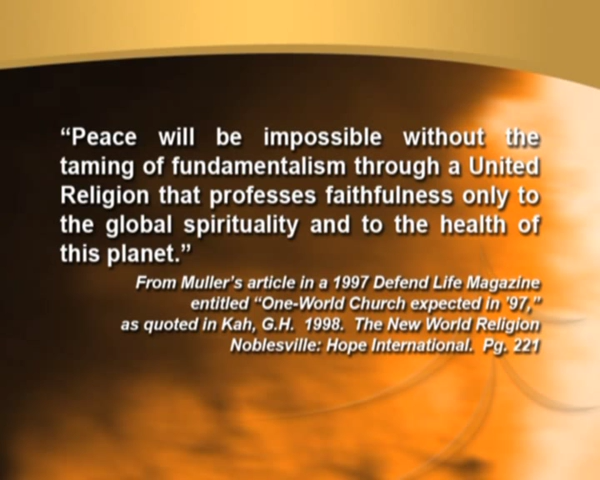 “Peace will be impossible without the
taming of fundamentalism through a United
Religion that professes faithfulness only to
the global spirituality and to the health of
this planet.”
From Muller’s article in a 1997 Defend Life Magazine
entitled “One-World Church expected in ’97,”
as quoted in Kah, G.H. 1998. The New World Religion
Noblesville: Hope International. Pg. 221